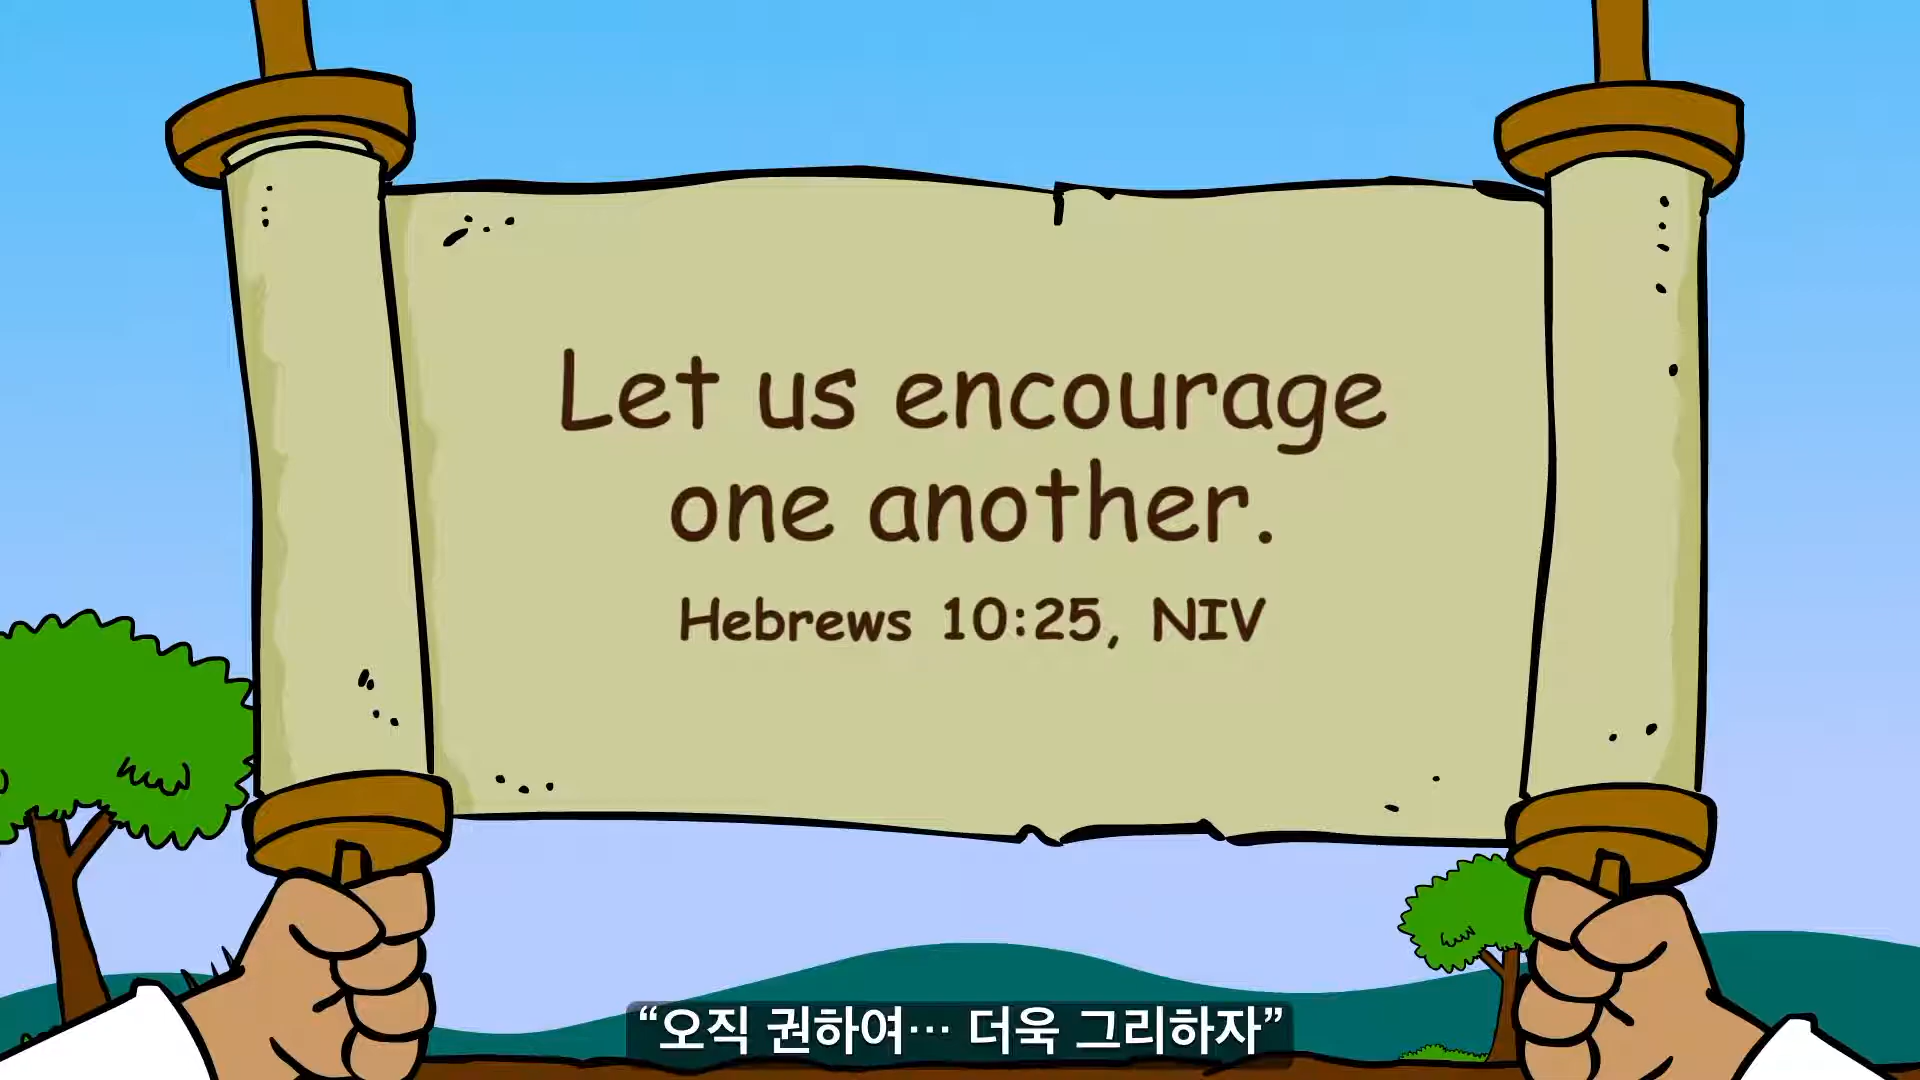 Let us encourage
one another.
Hebrews 10:25, NIV
“오직 권하여… 더욱 그리하자”